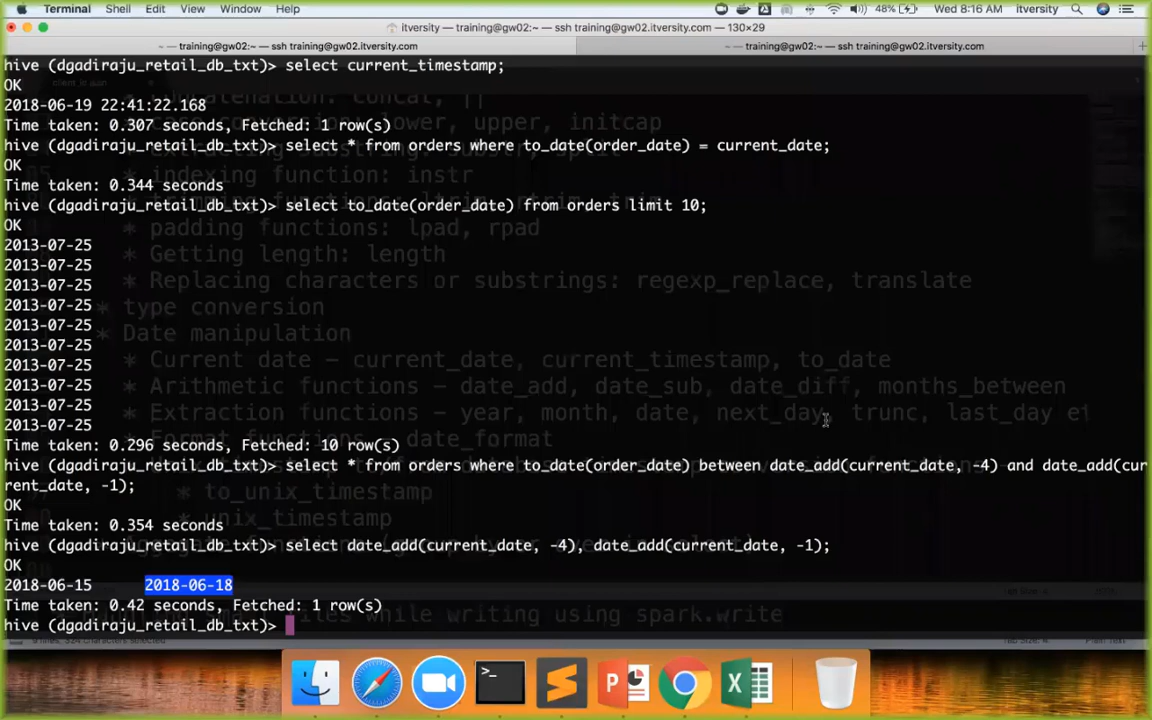 Terminal Shell Edit View Window Help 48% Wed 8:16 AM itversity
itversity — training@gw02:~ — ssh training@gw02.itversity.com — 130×29
~ — training@gw02:~ — ssh training@gw02.itversity.com ~ — training@gw02:~ — ssh training@gw02.itversity.com
hive (dgadiraju_retail_db_txt)> select current_timestamp;
OK
2018-06-19 22:41:22.168
Time taken: 0.307 seconds, Fetched: 1 row(s)
hive (dgadiraju_retail_db_txt)> select * from orders where to_date(order_date) = current_date;
OK
Time taken: 0.344 seconds
hive (dgadiraju_retail_db_txt)> select to_date(order_date) from orders limit 10;
OK
2013-07-25
2013-07-25
2013-07-25
2013-07-25
2013-07-25
2013-07-25
2013-07-25
2013-07-25
2013-07-25
2013-07-25
Time taken: 0.296 seconds, Fetched: 10 row(s)
hive (dgadiraju_retail_db_txt)> select * from orders where to_date(order_date) between date_add(current_date, -4) and date_add(cur
rent_date, -1);
OK
Time taken: 0.354 seconds
hive (dgadiraju_retail_db_txt)> select date_add(current_date, -4), date_add(current_date, -1);
OK
2018-06-15 2018-06-18
Time taken: 0.42 seconds, Fetched: 1 row(s)
hive (dgadiraju_retail_db_txt)>
lower, upper, initcap
* indexing function: instr
* padding functions: lpad, rpad
* Getting length: length
* Replacing characters or substrings: regexp_replace, translate
* type conversion
* Date manipulation
* Current date – current_date, current_timestamp, to_date
* Arithmetic functions – date_add, date_sub, date_diff, months_between
* Extraction functions – year, month, date, next_day, trunc, last_day
date_format
* to_unix_timestamp
* unix_timestamp
while writing using spark.write